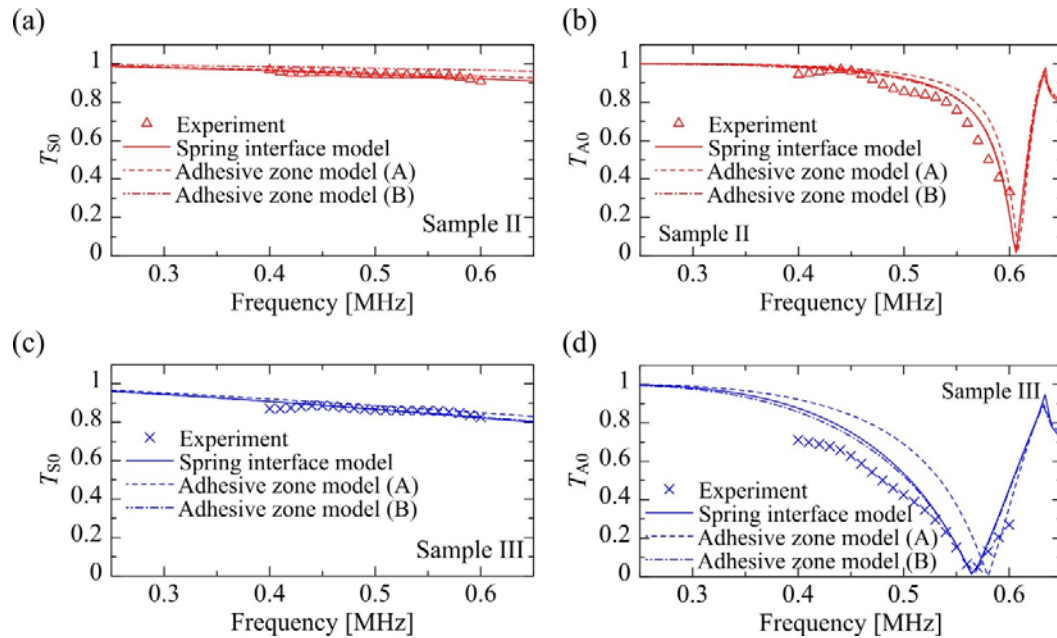 (a)
1
0.8
0.6
0.4
0.2
0
T_S0
Experiment
Spring interface model
Adhesive zone model (A)
Adhesive zone model (B)
Sample II
0.3 0.4 0.5 0.6
Frequency [MHz]
(b)
1
0.8
0.6
0.4
0.2
0
T_A0
Experiment
Spring interface model
Adhesive zone model (A)
Adhesive zone model (B)
Sample II
0.3 0.4 0.5 0.6
Frequency [MHz]
(c)
1
0.8
0.6
0.4
0.2
0
T_S0
Experiment
Spring interface model
Adhesive zone model (A)
Adhesive zone model (B)
Sample III
0.3 0.4 0.5 0.6
Frequency [MHz]
(d)
Sample III
1
0.8
0.6
0.4
0.2
0
T_A0
Experiment
Spring interface model
Adhesive zone model (A)
Adhesive zone model (B)
0.3 0.4 0.5 0.6
Frequency [MHz]